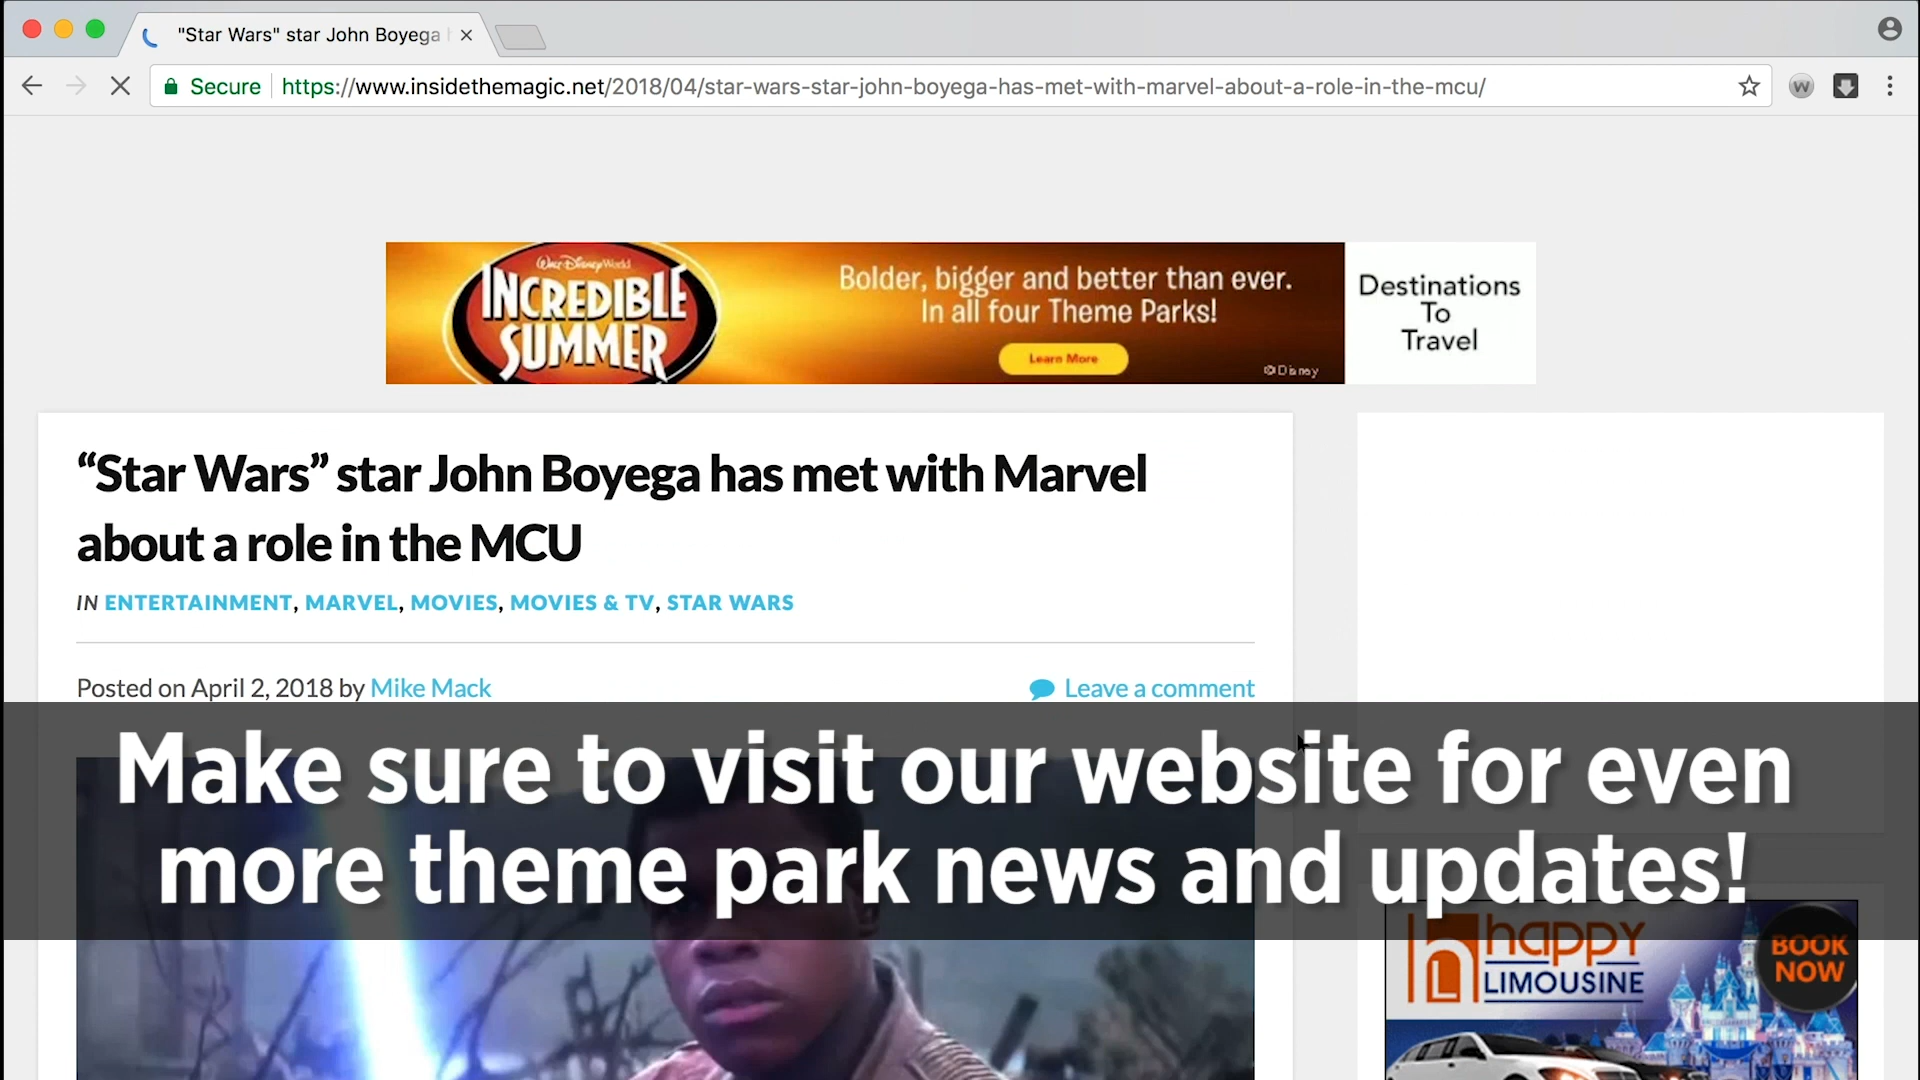 "Star Wars" star John Boyega
Secure
https://www.insidethemagic.net/2018/04/star-wars-star-john-boyega-has-met-with-marvel-about-a-role-in-the-mcu/
W
Walt Disney World
INCREDIBLE
SUMMER
Bolder, bigger and better than ever.
In all four Theme Parks!
Learn More
©Disney
Destinations
To
Travel
“Star Wars” star John Boyega has met with Marvel
about a role in the MCU
IN ENTERTAINMENT, MARVEL, MOVIES, MOVIES & TV, STAR WARS
Posted on April 2, 2018 by Mike Mack
Leave a comment
Make sure to visit our website for even
more theme park news and updates!
happy
LIMOUSINE
BOOK
NOW